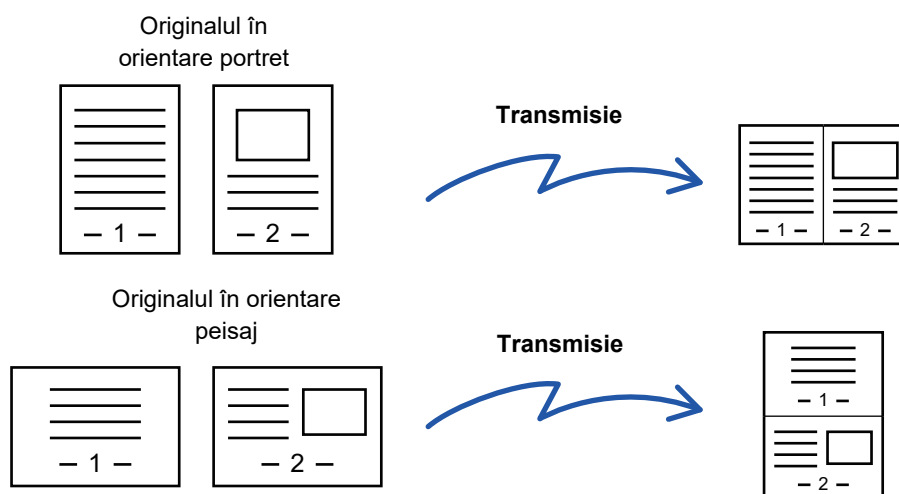 Originalul în
orientare portret
Transmisie
– 1 –
– 2 –
– 1 –
– 2 –
Originalul în orientare
peisaj
Transmisie
– 1 –
– 2 –
– 1 –
– 2 –